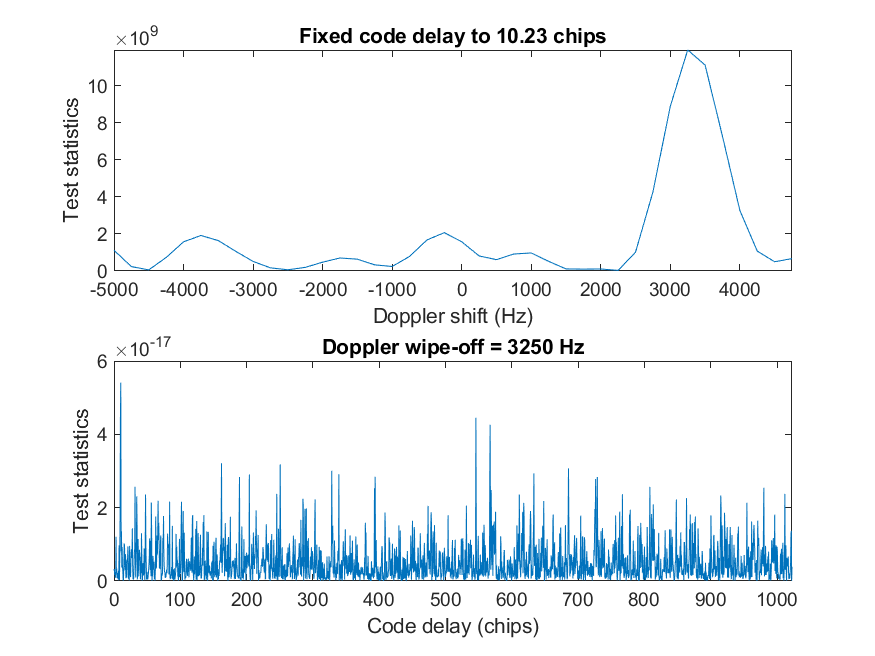 ×10^9
Fixed code delay to 10.23 chips
Test statistics
10
8
6
4
2
0
-5000 -4000 -3000 -2000 -1000 0 1000 2000 3000 4000
Doppler shift (Hz)
×10^-17
Doppler wipe-off = 3250 Hz
Test statistics
6
4
2
0
0 100 200 300 400 500 600 700 800 900 1000
Code delay (chips)